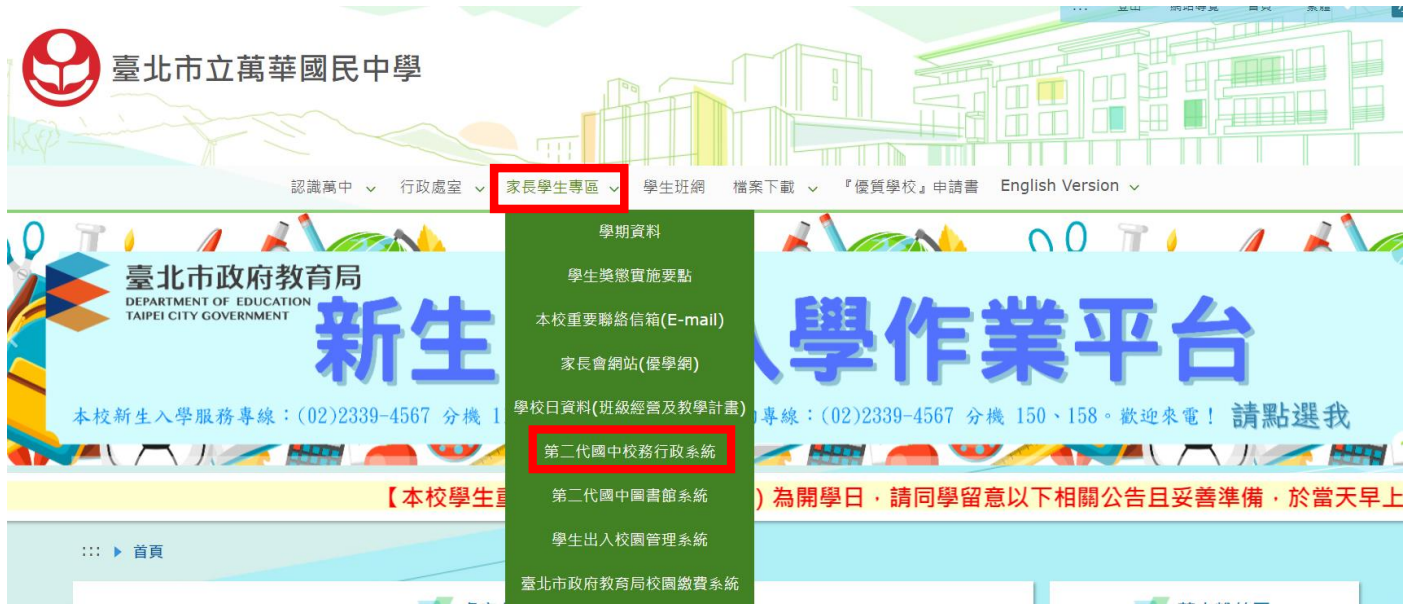 ::: 登出 網站導覽 首頁 繁體
臺北市立萬華國民中學
認識萬中 行政處室 家長學生專區 學生班網 檔案下載 『優質學校』申請書 English Version
學期資料
學生獎懲實施要點
本校重要聯絡信箱(E-mail)
家長會網站(優學網)
學校日資料(班級經營及教學計畫)
第二代國中校務行政系統
第二代國中圖書館系統
學生出入校園管理系統
臺北市政府教育局校園繳費系統
臺北市政府教育局
DEPARTMENT OF EDUCATION
TAIPEI CITY GOVERNMENT
新生 入學作業平台
本校新生入學服務專線:(02)2339-4567 分機 1 專線:(02)2339-4567 分機 150、158。歡迎來電! 請點選我
【本校學生 ) 為開學日,請同學留意以下相關公告且妥善準備,於當天早上
::: 首頁